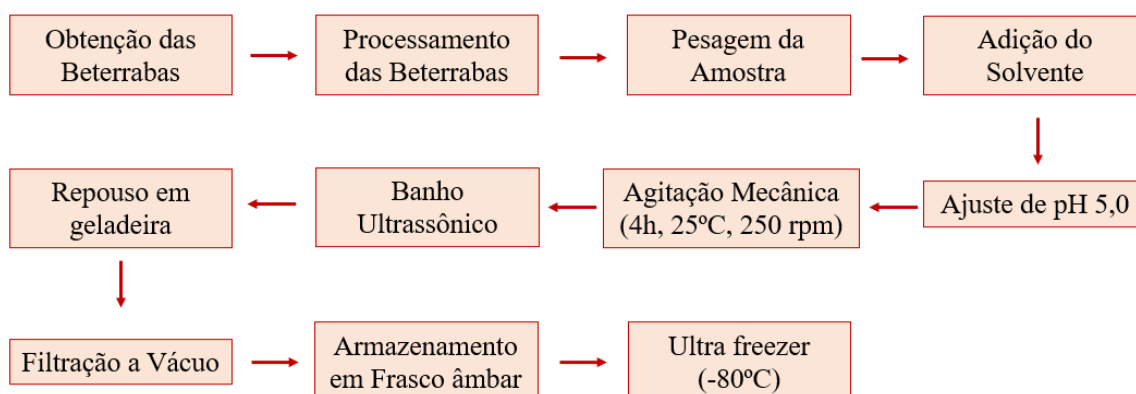 Obtenção das
Beterrabas
Processamento
das Beterrabas
Pesagem da
Amostra
Adição do
Solvente
Ajuste de pH 5,0
Agitação Mecânica
(4h, 25ºC, 250 rpm)
Banho
Ultrassônico
Repouso em
geladeira
Filtração a Vácuo
Armazenamento
em Frasco âmbar
Ultra freezer
(-80ºC)